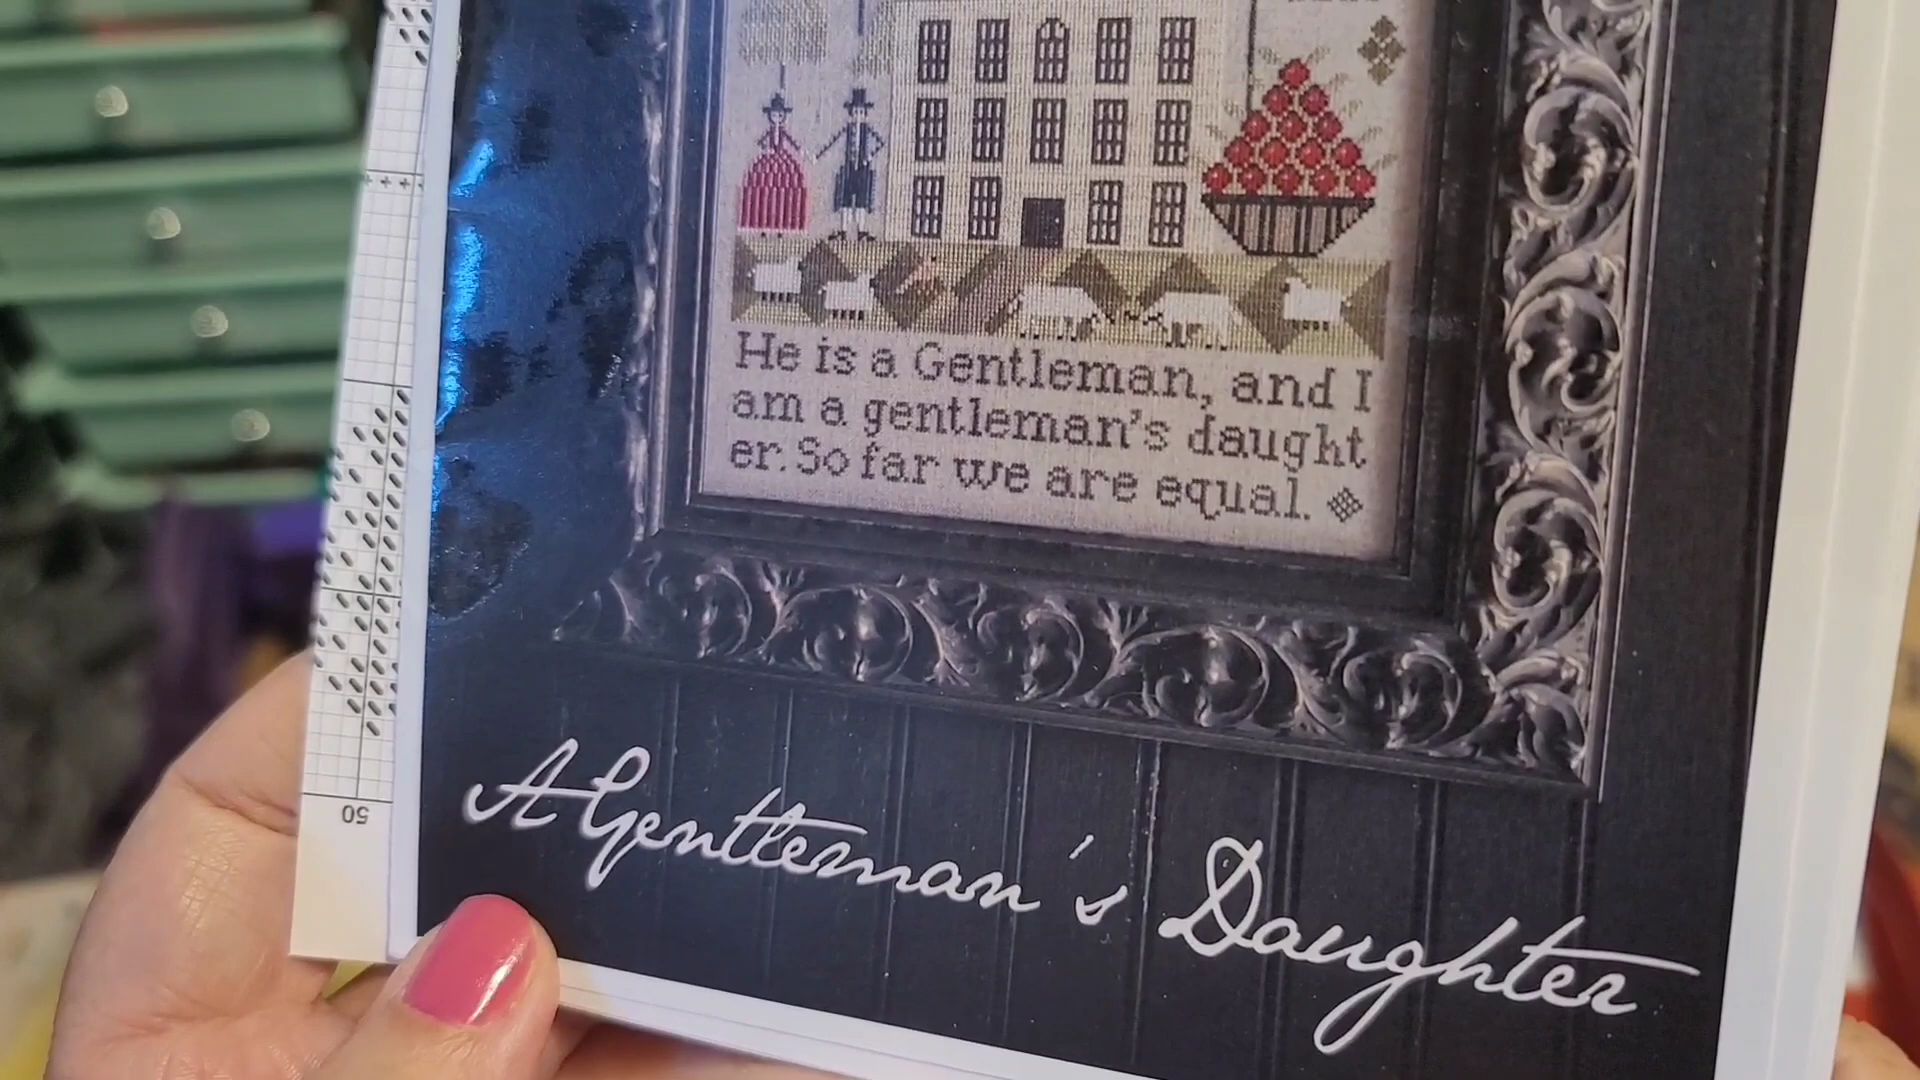 He is a Gentleman, and I
am a gentleman's daught
er. So far we are equal.
A Gentleman's Daughter
50